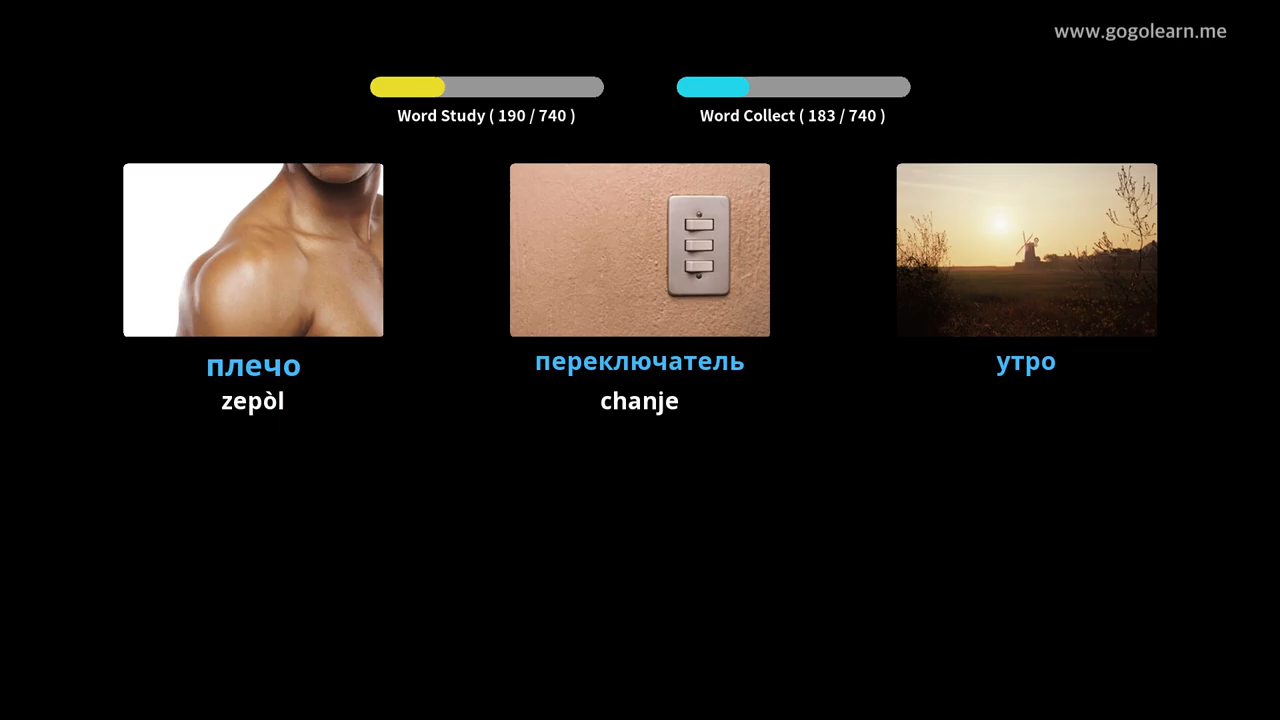 www.gogolearn.me
Word Study ( 190 / 740 )
Word Collect ( 183 / 740 )
плечо
zepòl
переключатель
chanje
утро